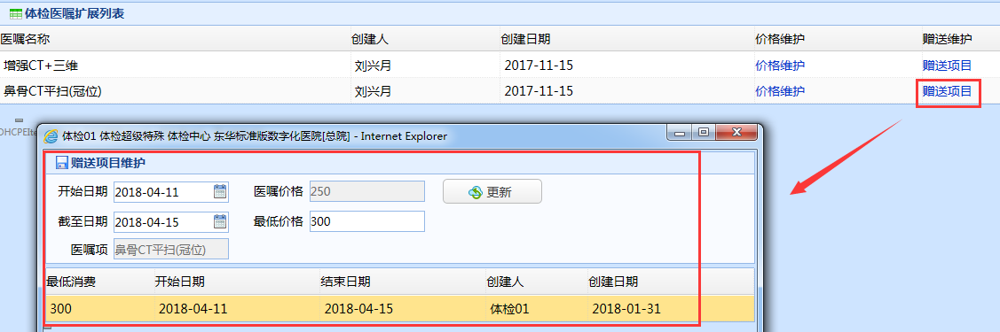 体检医嘱扩展列表
医嘱名称 创建人 创建日期 价格维护 赠送维护
增强CT+三维 刘兴月 2017-11-15 价格维护 赠送项目
鼻骨CT平扫(冠位) 刘兴月 2017-11-15 价格维护 赠送项目
DHCPEIte
体检01 体检超级特殊 体检中心 东华标准版数字化医院[总院] - Internet Explorer
赠送项目维护
开始日期 2018-04-11 医嘱价格 250 更新
截至日期 2018-04-15 最低价格 300
医嘱项 鼻骨CT平扫(冠位)
最低消费 开始日期 结束日期 创建人 创建日期
300 2018-04-11 2018-04-15 体检01 2018-01-31